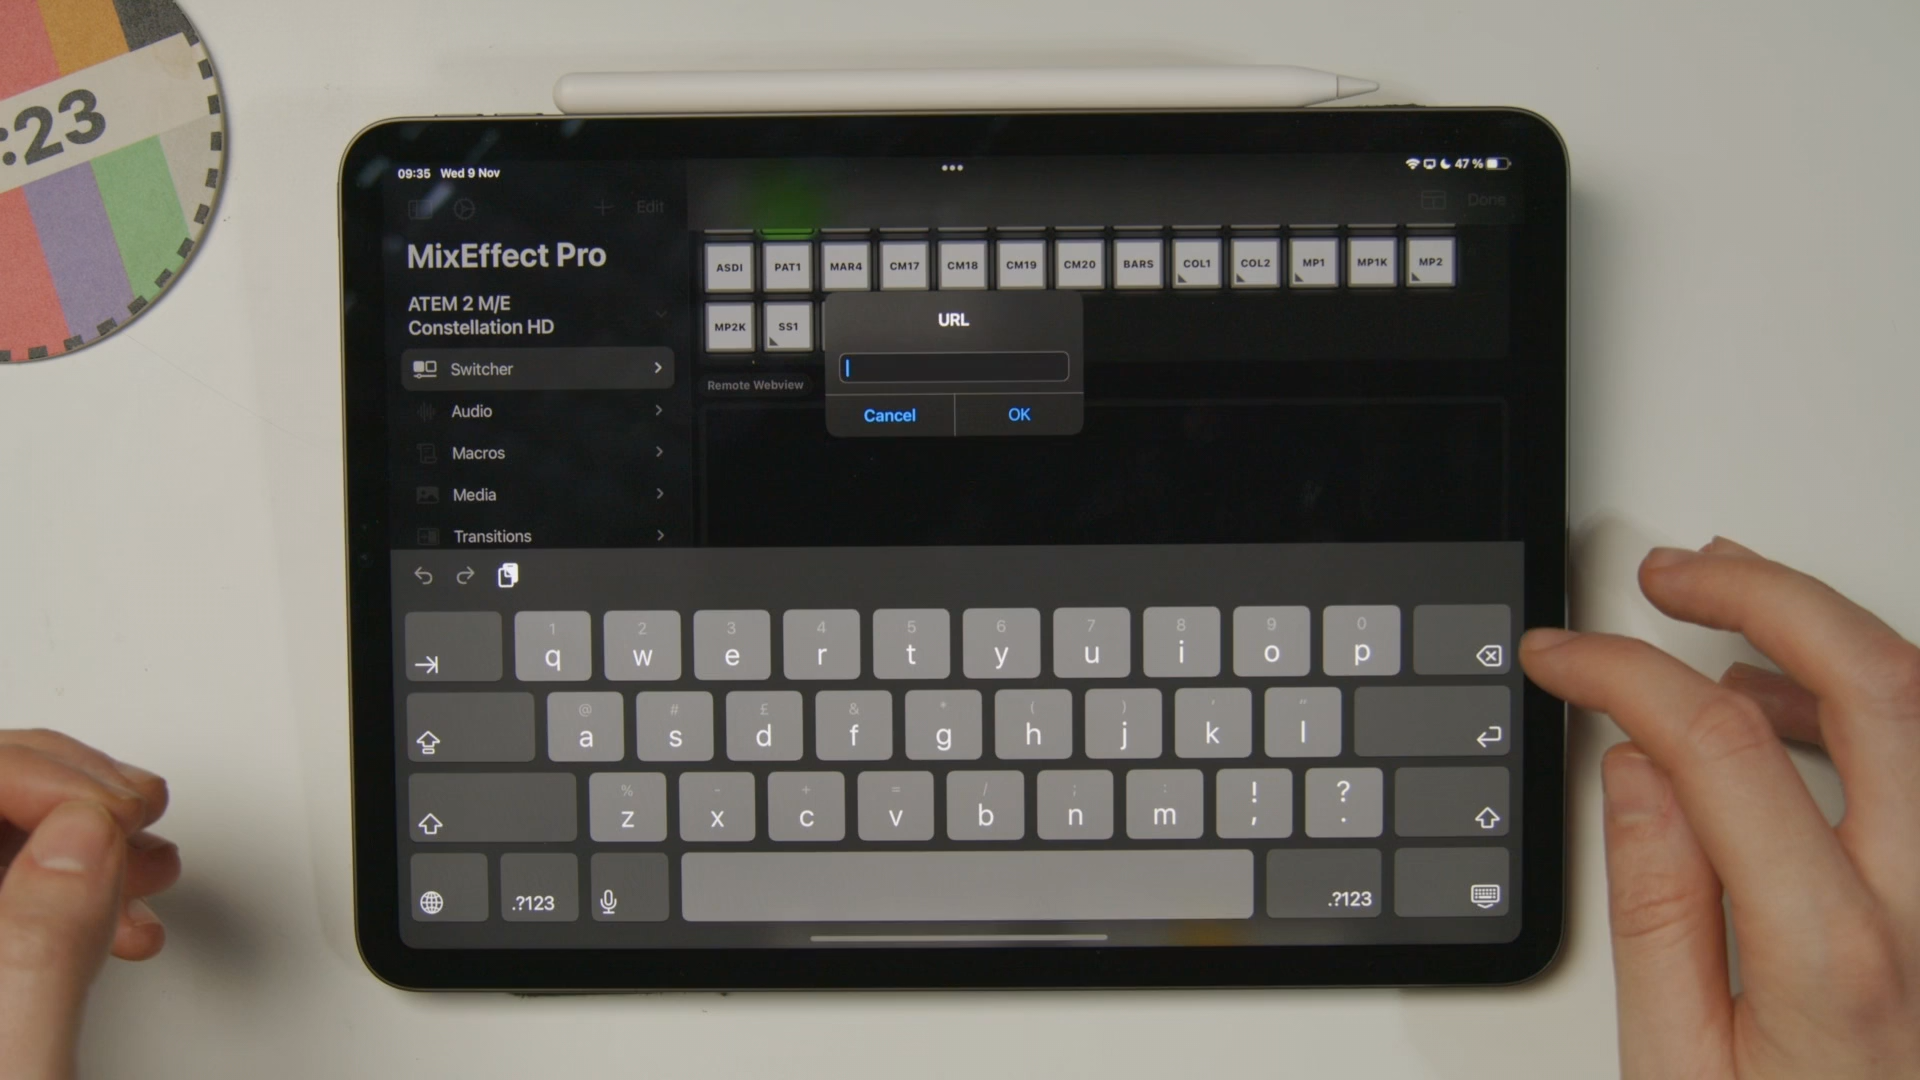 :23
09:35 Wed 9 Nov
47 %
Edit
Done
MixEffect Pro
ATEM 2 M/E
Constellation HD
Switcher
Audio
Macros
Media
Transitions
ASDI PAT1 MAR4 CM17 CM18 CM19 CM20 BARS COL1 COL2 MP1 MP1K MP2
MP2K SS1
Remote Webview
URL
Cancel OK
1 2 3 4 5 6 7 8 9 0
q w e r t y u i o p
@ # £ & * ( ) ' "
a s d f g h j k l
% - + = / ; : ! ?
z x c v b n m , .
.?123 .?123